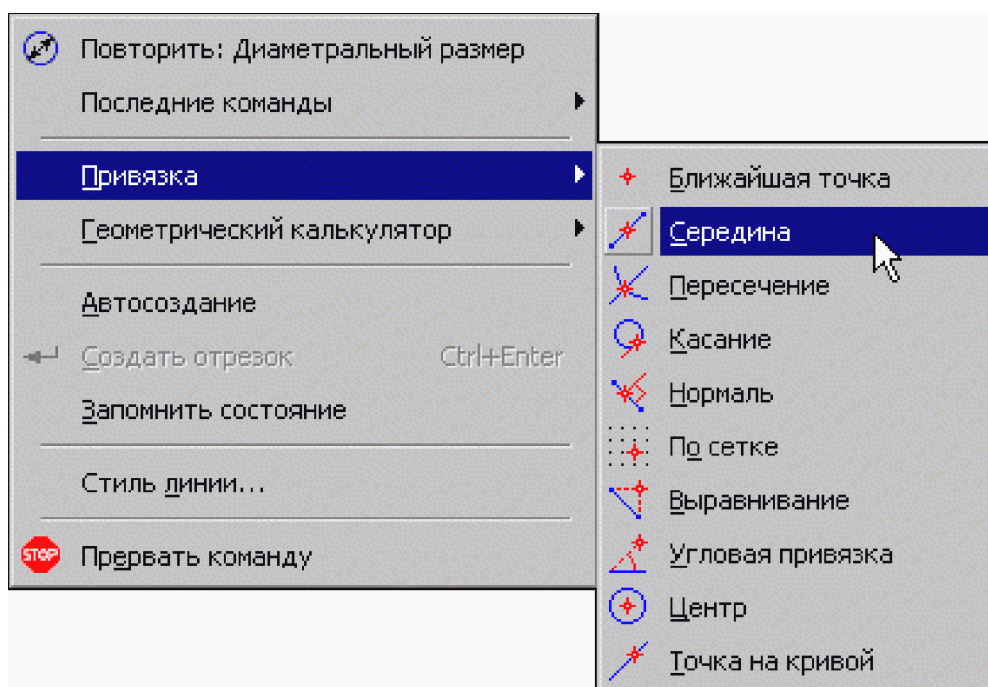 Повторить: Диаметральный размер
Последние команды
Привязка
Геометрический калькулятор
Автосоздание
Создать отрезок Ctrl+Enter
Запомнить состояние
Стиль линии...
STOP Прервать команду
Ближайшая точка
Середина
Пересечение
Касание
Нормаль
По сетке
Выравнивание
Угловая привязка
Центр
Точка на кривой